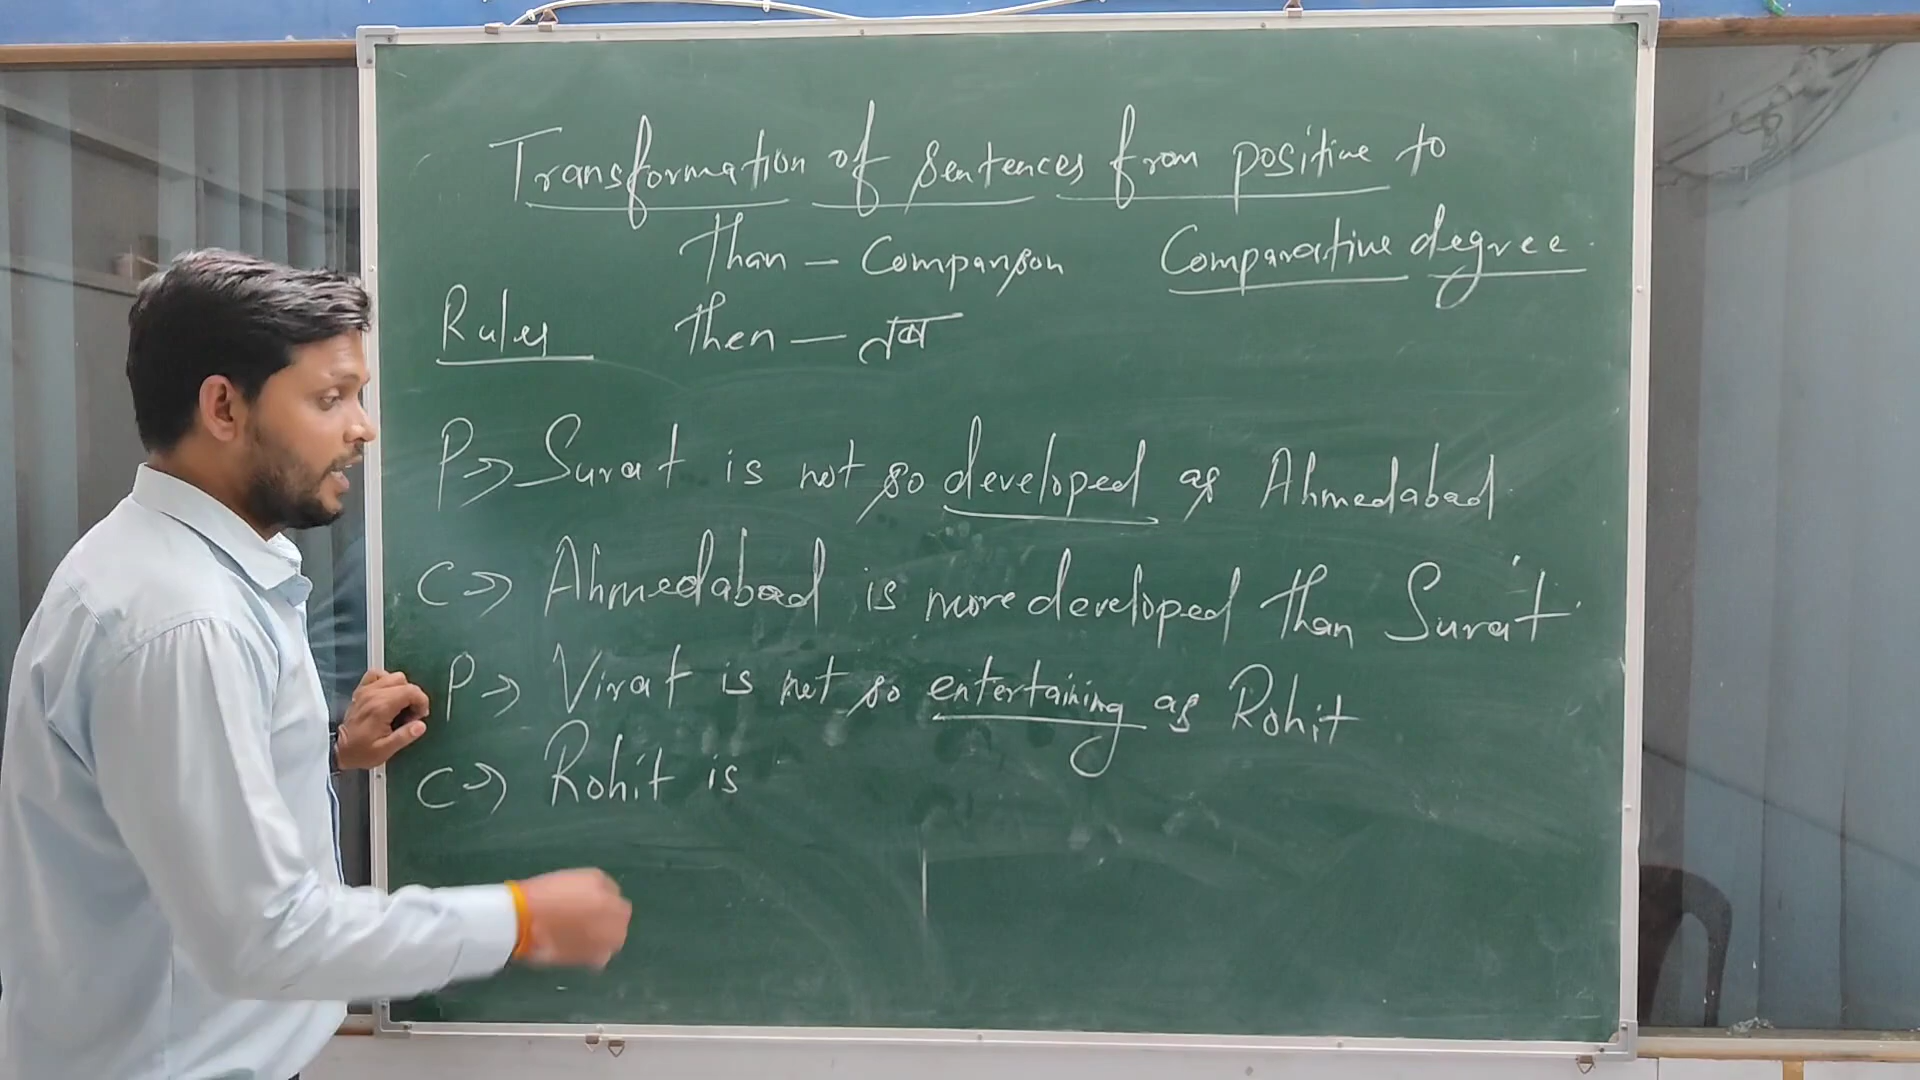 Transformation of sentences from positive to
Than – Comparison Comparative degree.
Rules then – तब
P→ Surat is not so developed as Ahmedabad.
C→ Ahmedabad is more developed than Surat.
P→ Virat is not so entertaining as Rohit
C→ Rohit is